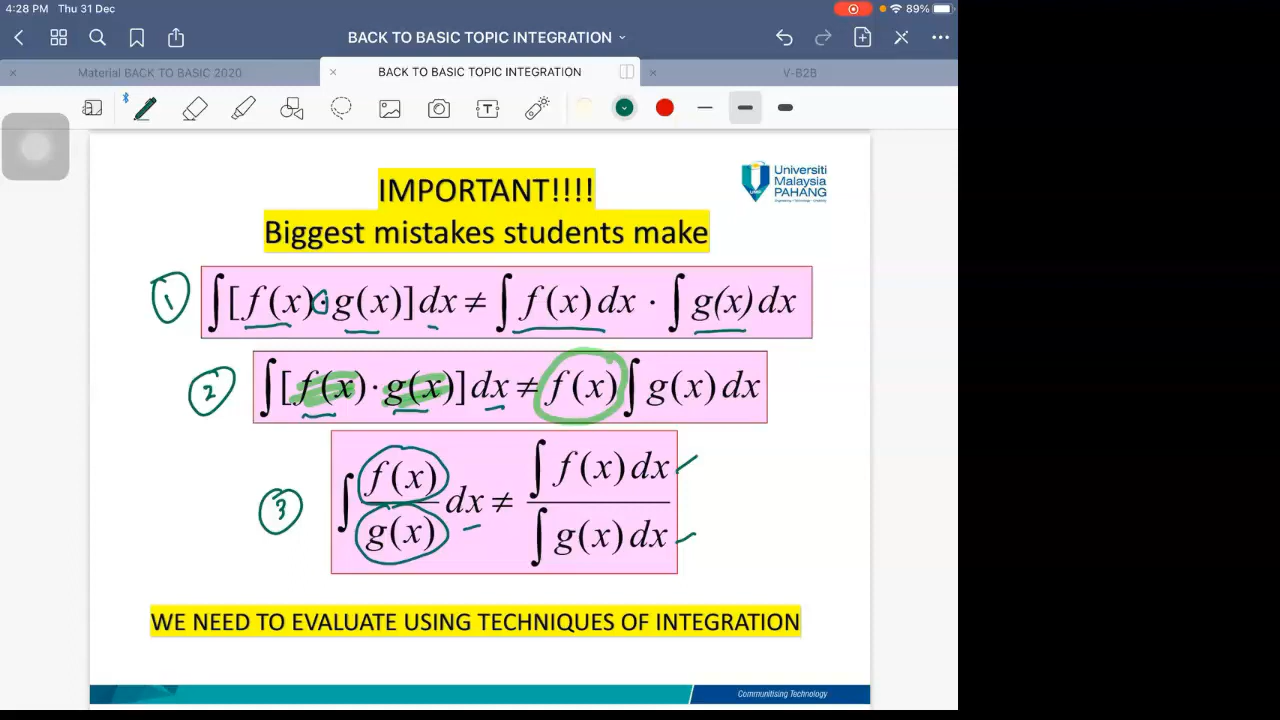 4:28 PM Thu 31 Dec
89%
BACK TO BASIC TOPIC INTEGRATION
Material BACK TO BASIC 2020
BACK TO BASIC TOPIC INTEGRATION
V-B2B
T
Universiti
Malaysia
PAHANG
IMPORTANT!!!!
Biggest mistakes students make
1 ∫[f(x)·g(x)]dx ≠ ∫f(x)dx · ∫g(x)dx
2 ∫[f(x)·g(x)]dx ≠ f(x)∫g(x)dx
3 ∫ f(x)/g(x) dx ≠ ∫f(x)dx / ∫g(x)dx
WE NEED TO EVALUATE USING TECHNIQUES OF INTEGRATION
Communitising Technology